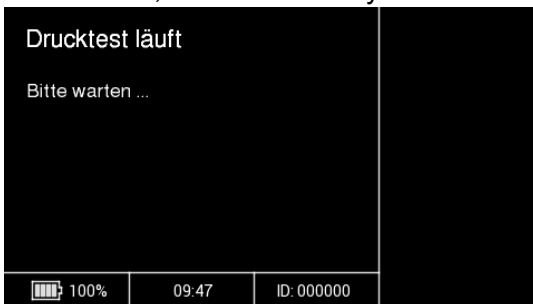 Drucktest läuft
Bitte warten ...
100%
09:47
ID: 000000